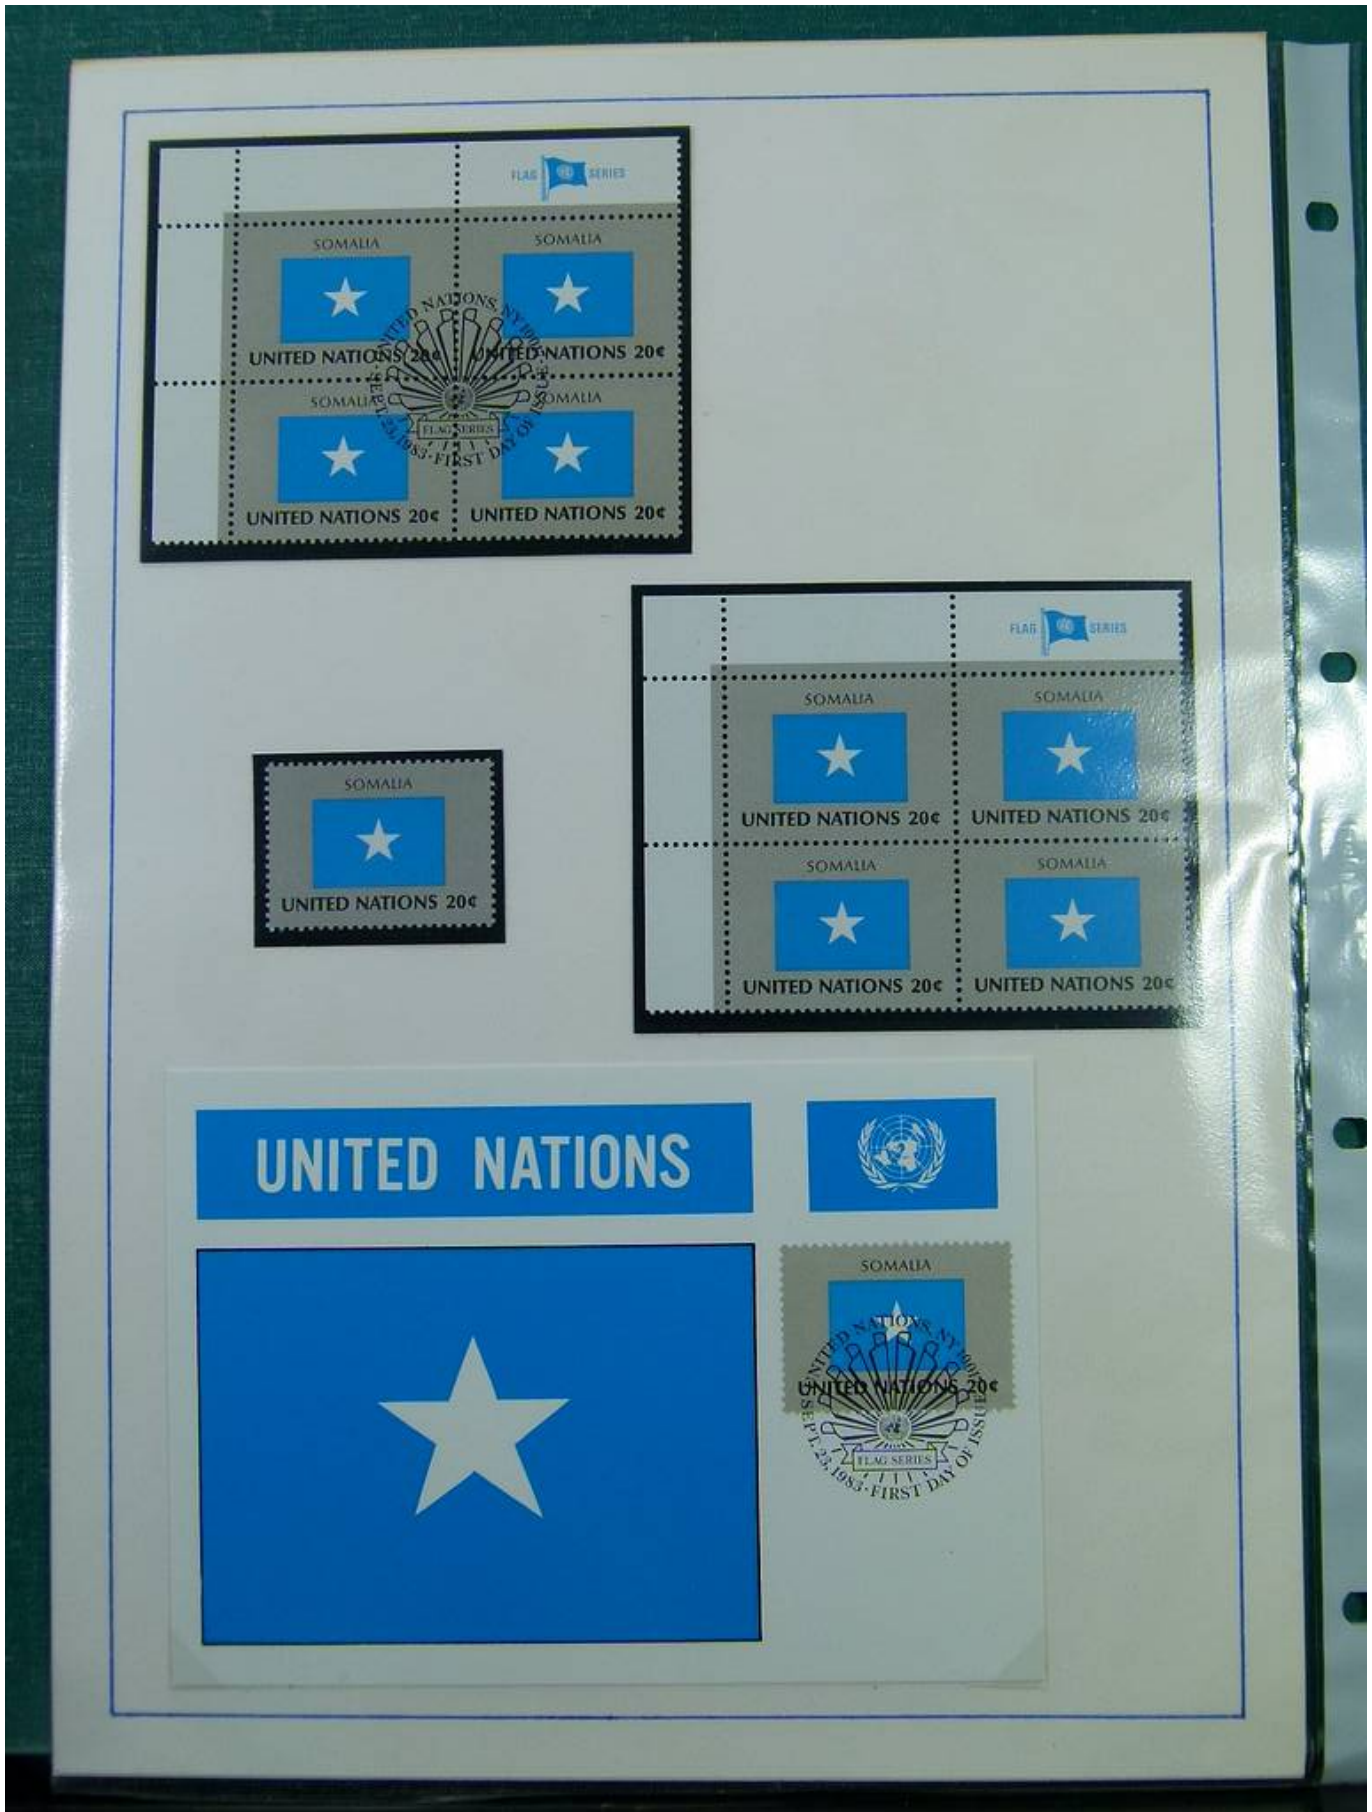 FLAG SERIES
SOMALIA SOMALIA
UNITED NATIONS 20¢ UNITED NATIONS 20¢
UNITED NATIONS, NY
SEPT. 23, 1983 · FIRST DAY OF ISSUE
FLAG SERIES
SOMALIA SOMALIA
UNITED NATIONS 20¢ UNITED NATIONS 20¢
FLAG SERIES
SOMALIA SOMALIA
UNITED NATIONS 20¢ UNITED NATIONS 20¢
SOMALIA SOMALIA
UNITED NATIONS 20¢ UNITED NATIONS 20¢
SOMALIA
UNITED NATIONS 20¢
UNITED NATIONS
SOMALIA
UNITED NATIONS 20¢
UNITED NATIONS, NY
SEPT. 23, 1983 · FIRST DAY OF ISSUE
FLAG SERIES